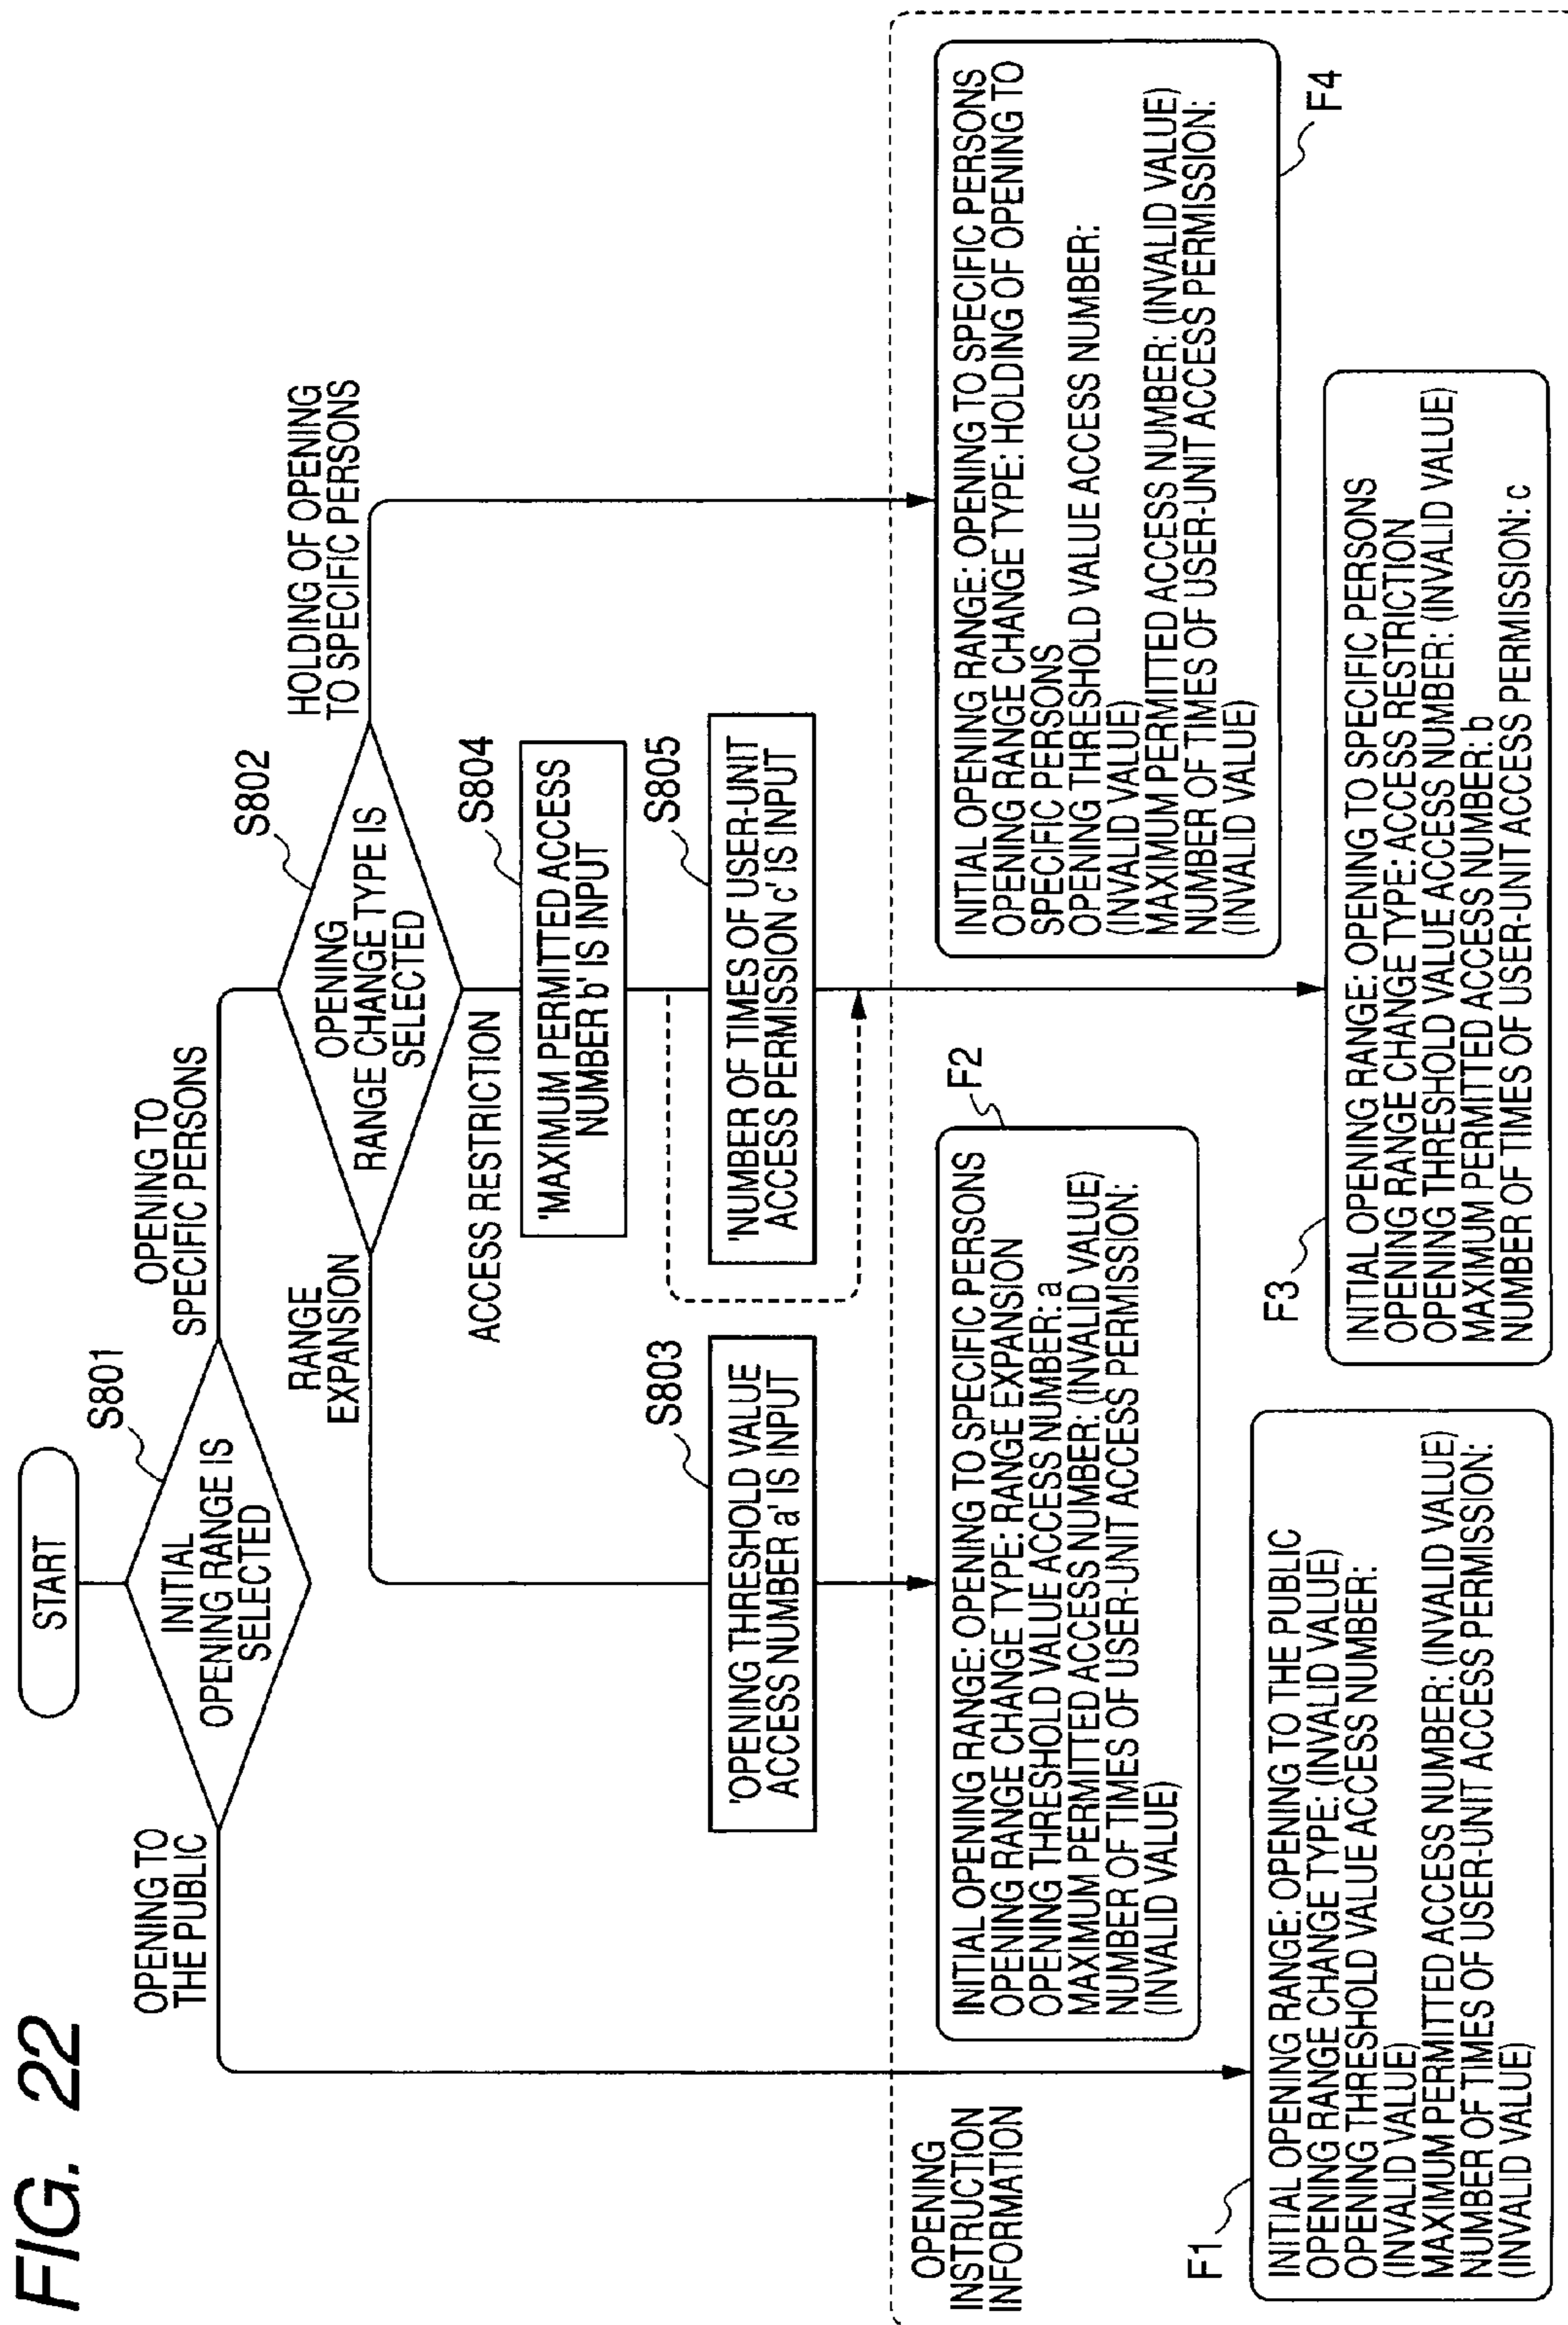 FIG. 22
START
S801
INITIAL
OPENING RANGE IS
SELECTED
OPENING TO
THE PUBLIC
OPENING TO
SPECIFIC PERSONS
S802
OPENING
RANGE CHANGE TYPE IS
SELECTED
RANGE
EXPANSION
HOLDING OF OPENING
TO SPECIFIC PERSONS
ACCESS RESTRICTION
S804
'MAXIMUM PERMITTED ACCESS
NUMBER b' IS INPUT
S803
'OPENING THRESHOLD VALUE
ACCESS NUMBER a' IS INPUT
S805
'NUMBER OF TIMES OF USER-UNIT
ACCESS PERMISSION c' IS INPUT
OPENING
INSTRUCTION
INFORMATION
F2
INITIAL OPENING RANGE: OPENING TO SPECIFIC PERSONS
OPENING RANGE CHANGE TYPE: RANGE EXPANSION
OPENING THRESHOLD VALUE ACCESS NUMBER: a
MAXIMUM PERMITTED ACCESS NUMBER: (INVALID VALUE)
NUMBER OF TIMES OF USER-UNIT ACCESS PERMISSION:
(INVALID VALUE)
INITIAL OPENING RANGE: OPENING TO SPECIFIC PERSONS
OPENING RANGE CHANGE TYPE: HOLDING OF OPENING TO
SPECIFIC PERSONS
OPENING THRESHOLD VALUE ACCESS NUMBER:
(INVALID VALUE)
MAXIMUM PERMITTED ACCESS NUMBER: (INVALID VALUE)
NUMBER OF TIMES OF USER-UNIT ACCESS PERMISSION:
(INVALID VALUE)
F4
F1
INITIAL OPENING RANGE: OPENING TO THE PUBLIC
OPENING RANGE CHANGE TYPE: (INVALID VALUE)
OPENING THRESHOLD VALUE ACCESS NUMBER:
(INVALID VALUE)
MAXIMUM PERMITTED ACCESS NUMBER: (INVALID VALUE)
NUMBER OF TIMES OF USER-UNIT ACCESS PERMISSION:
(INVALID VALUE)
F3
INITIAL OPENING RANGE: OPENING TO SPECIFIC PERSONS
OPENING RANGE CHANGE TYPE: ACCESS RESTRICTION
OPENING THRESHOLD VALUE ACCESS NUMBER: (INVALID VALUE)
MAXIMUM PERMITTED ACCESS NUMBER: b
NUMBER OF TIMES OF USER-UNIT ACCESS PERMISSION: c